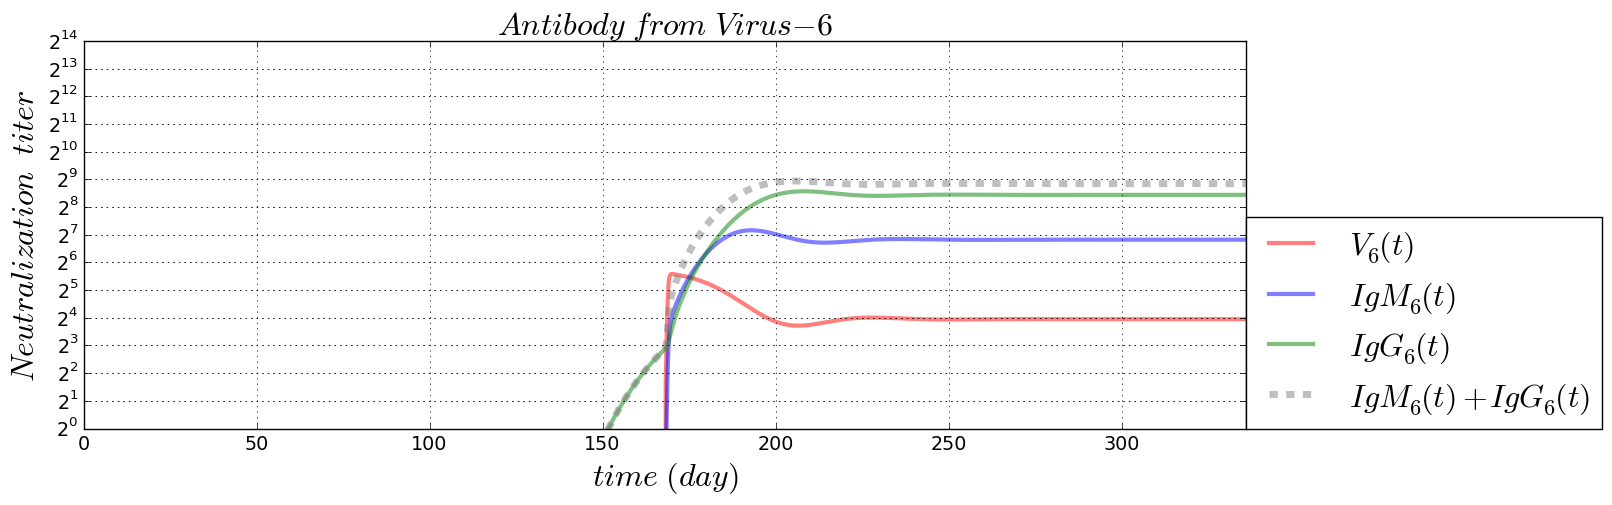 Antibody from Virus−6
2^14
2^13
2^12
2^11
2^10
2^9
2^8
2^7
2^6
2^5
2^4
2^3
2^2
2^1
2^0
Neutralization titer
0 50 100 150 200 250 300
time (day)
V_6(t)
IgM_6(t)
IgG_6(t)
IgM_6(t)+IgG_6(t)